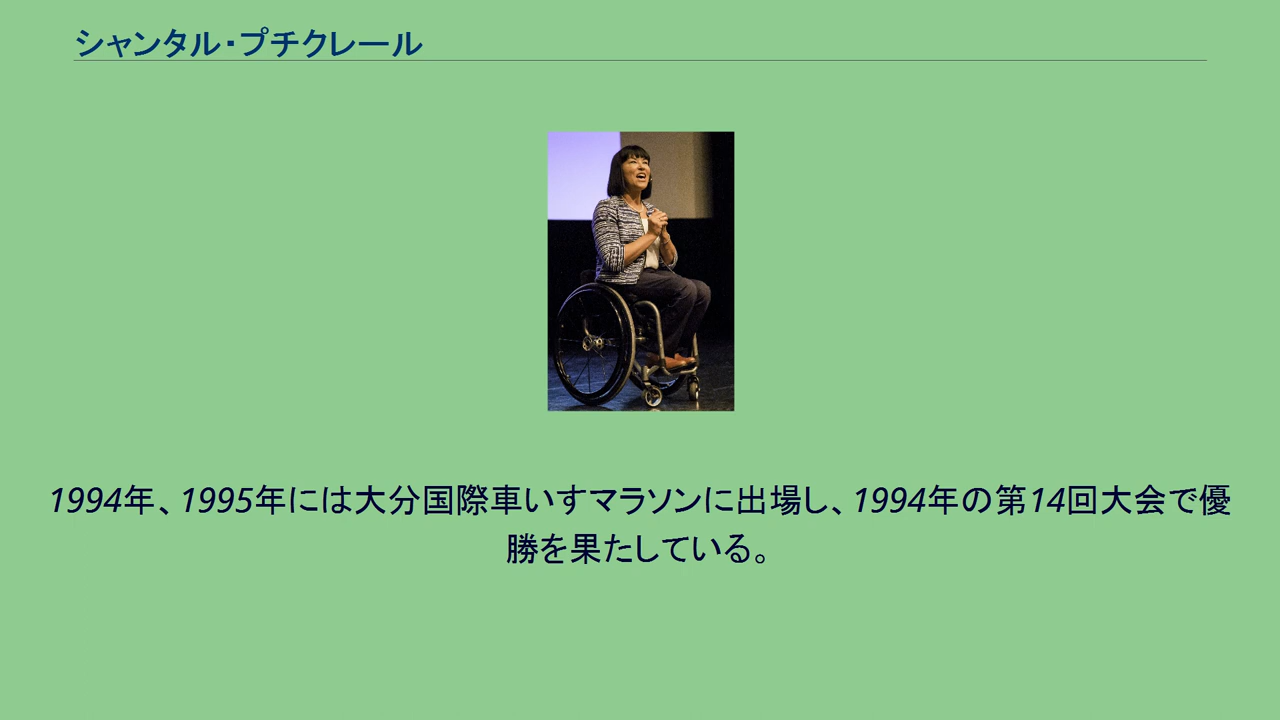 シャンタル・プチクレール
1994年、1995年には大分国際車いすマラソンに出場し、1994年の第14回大会で優
勝を果たしている。